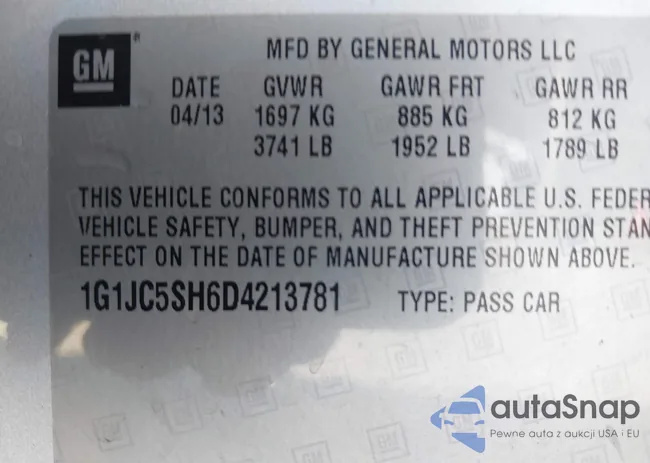 GM
MFD BY GENERAL MOTORS LLC
DATE GVWR GAWR FRT GAWR RR
04/13 1697 KG 885 KG 812 KG
3741 LB 1952 LB 1789 LB
THIS VEHICLE CONFORMS TO ALL APPLICABLE U.S. FEDER
VEHICLE SAFETY, BUMPER, AND THEFT PREVENTION STAN
EFFECT ON THE DATE OF MANUFACTURE SHOWN ABOVE.
1G1JC5SH6D4213781 TYPE: PASS CAR
autaSnap
Pewne auta z aukcji USA i EU